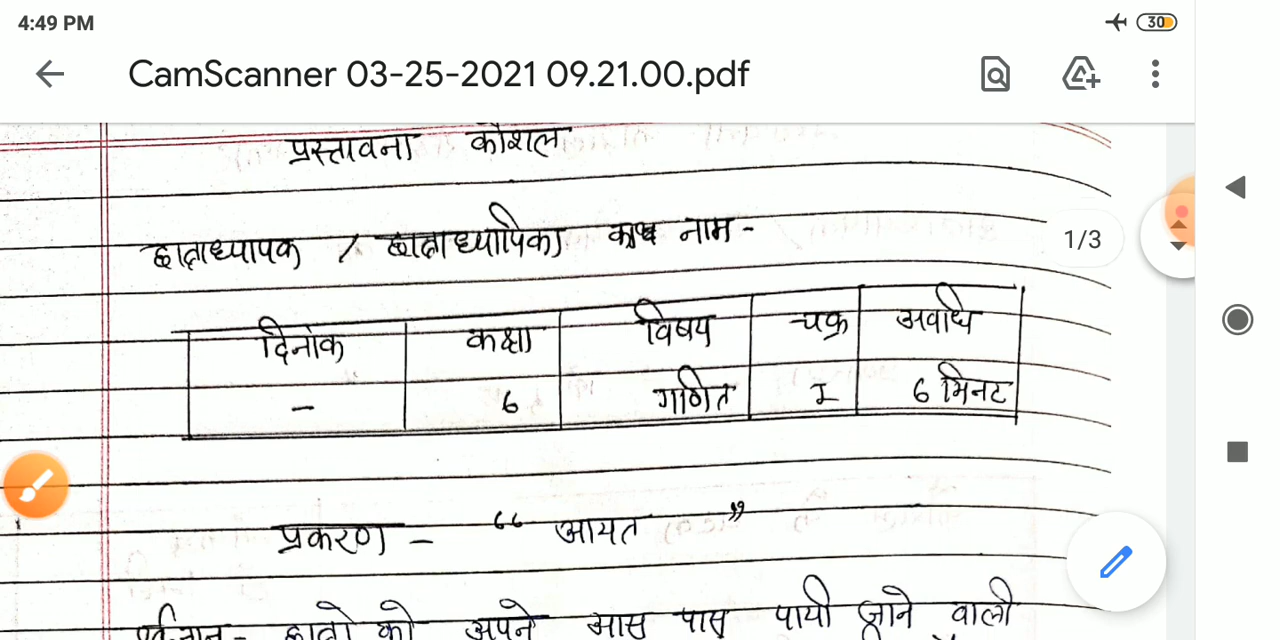 4:49 PM
30
CamScanner 03-25-2021 09.21.00.pdf
प्रस्तावना कौशल
छात्राध्यापक / छात्राध्यापिका का नाम -
1/3
दिनांक कक्षा विषय चक्र अवधि
- 6 गणित I 6 मिनट
प्रकरण - “ आयत ”
छात्रों को अपने आस पास पायी जाने वाली